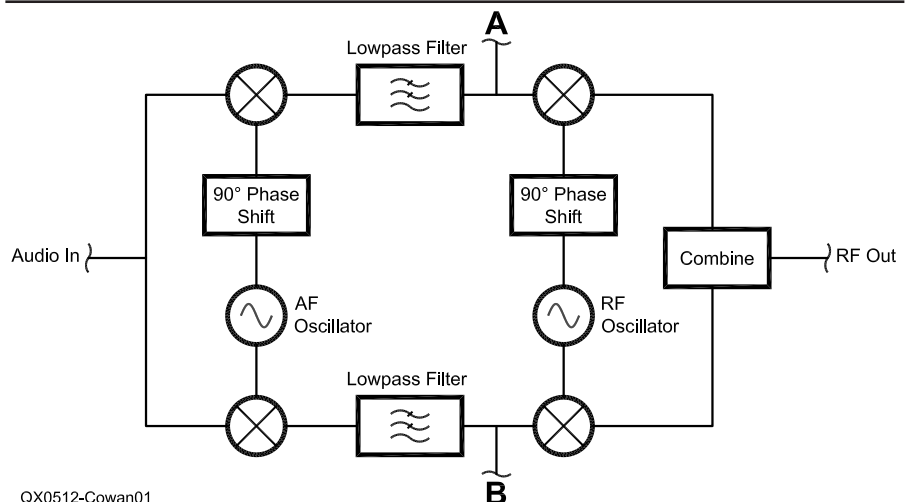 A
Lowpass Filter
90° Phase
Shift
90° Phase
Shift
Audio In
Combine
RF Out
AF
Oscillator
RF
Oscillator
Lowpass Filter
B
QX0512-Cowan01